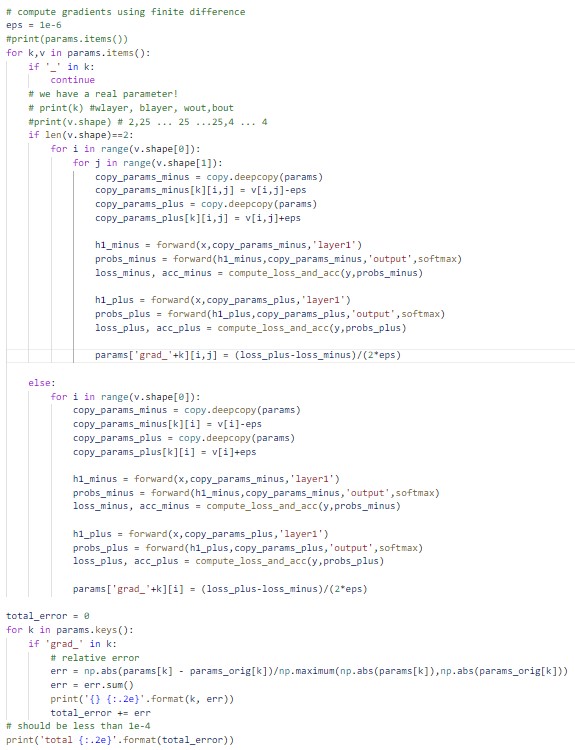 # compute gradients using finite difference
eps = 1e-6
#print(params.items())
for k,v in params.items():
    if '_' in k:
        continue
    # we have a real parameter!
    # print(k) #wlayer, blayer, wout,bout
    #print(v.shape) # 2,25 ... 25 ...25,4 ... 4
    if len(v.shape)==2:
        for i in range(v.shape[0]):
            for j in range(v.shape[1]):
                copy_params_minus = copy.deepcopy(params)
                copy_params_minus[k][i,j] = v[i,j]-eps
                copy_params_plus = copy.deepcopy(params)
                copy_params_plus[k][i,j] = v[i,j]+eps

                h1_minus = forward(x,copy_params_minus,'layer1')
                probs_minus = forward(h1_minus,copy_params_minus,'output',softmax)
                loss_minus, acc_minus = compute_loss_and_acc(y,probs_minus)

                h1_plus = forward(x,copy_params_plus,'layer1')
                probs_plus = forward(h1_plus,copy_params_plus,'output',softmax)
                loss_plus, acc_plus = compute_loss_and_acc(y,probs_plus)

                params['grad_'+k][i,j] = (loss_plus-loss_minus)/(2*eps)

    else:
        for i in range(v.shape[0]):
            copy_params_minus = copy.deepcopy(params)
            copy_params_minus[k][i] = v[i]-eps
            copy_params_plus = copy.deepcopy(params)
            copy_params_plus[k][i] = v[i]+eps

            h1_minus = forward(x,copy_params_minus,'layer1')
            probs_minus = forward(h1_minus,copy_params_minus,'output',softmax)
            loss_minus, acc_minus = compute_loss_and_acc(y,probs_minus)

            h1_plus = forward(x,copy_params_plus,'layer1')
            probs_plus = forward(h1_plus,copy_params_plus,'output',softmax)
            loss_plus, acc_plus = compute_loss_and_acc(y,probs_plus)

            params['grad_'+k][i] = (loss_plus-loss_minus)/(2*eps)

total_error = 0
for k in params.keys():
    if 'grad_' in k:
        # relative error
        err = np.abs(params[k] - params_orig[k])/np.maximum(np.abs(params[k]),np.abs(params_orig[k]))
        err = err.sum()
        print('{} {:.2e}'.format(k, err))
        total_error += err
# should be less than 1e-4
print('total {:.2e}'.format(total_error))